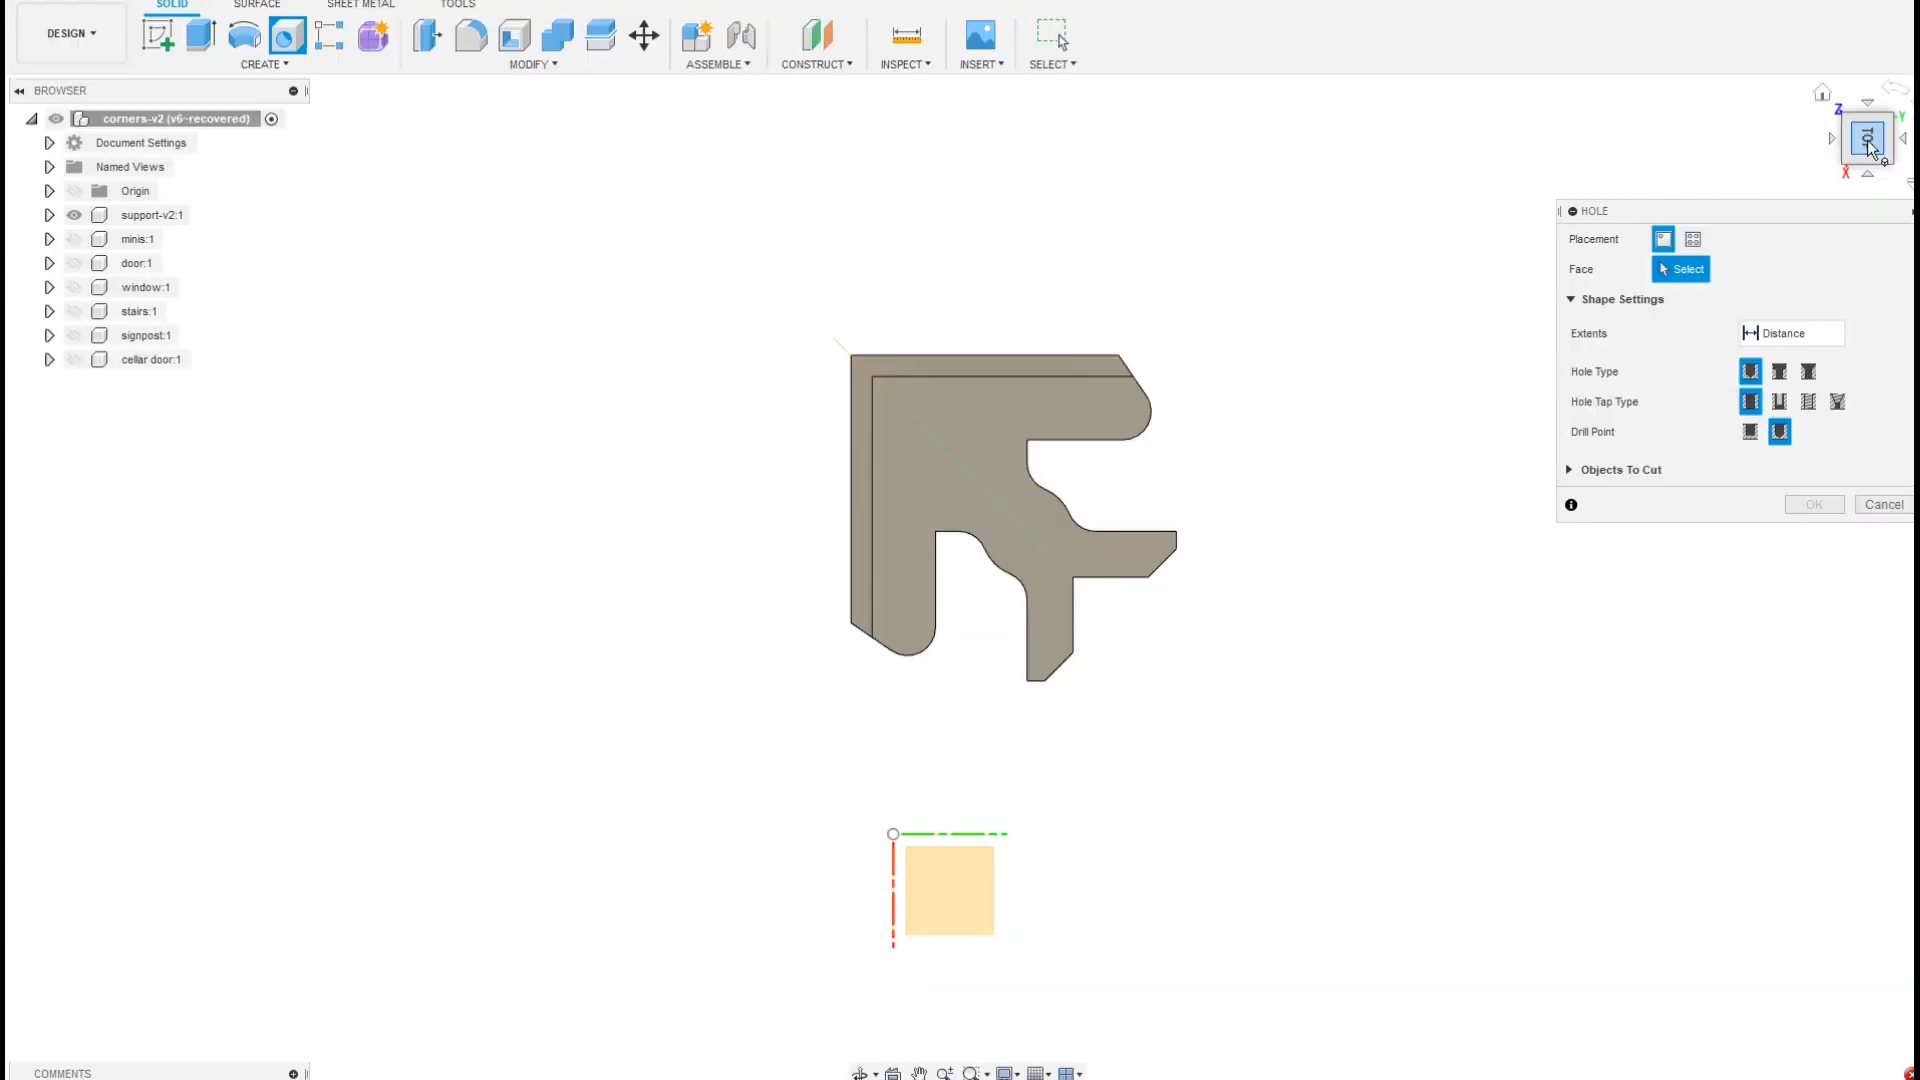 SOLID SURFACE SHEET METAL TOOLS
DESIGN
CREATE MODIFY ASSEMBLE CONSTRUCT INSPECT INSERT SELECT
BROWSER
corners-v2 (v6~recovered)
Document Settings
Named Views
Origin
support-v2:1
minis:1
door:1
window:1
stairs:1
signpost:1
cellar door:1
Z
Y
TOP
X
HOLE
Placement
Face Select
Shape Settings
Extents Distance
Hole Type
Hole Tap Type
Drill Point
Objects To Cut
OK Cancel
COMMENTS